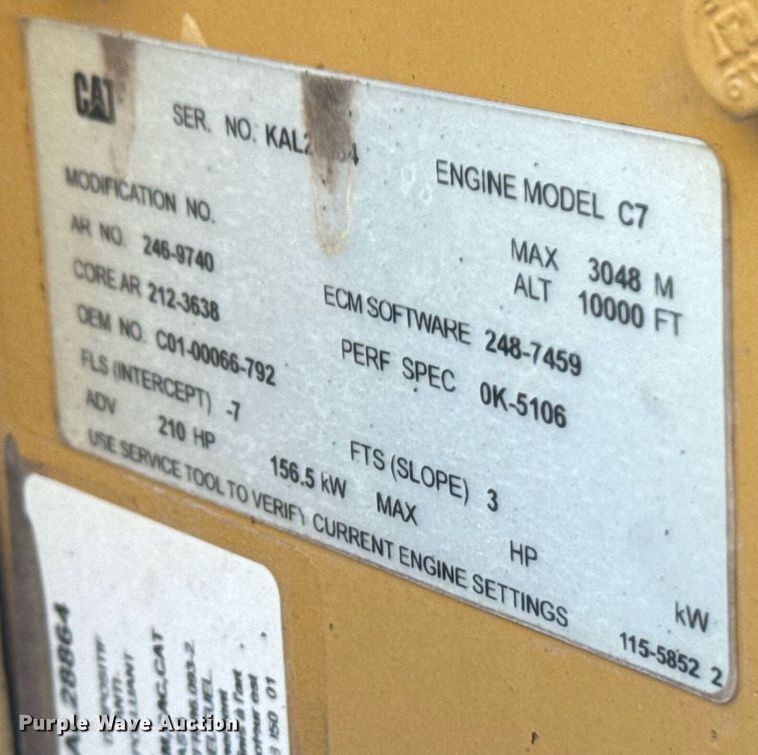 CAT
SER. NO.
ENGINE MODEL C7
MODIFICATION NO.
MAX 3048 M
ALT 10000 FT
AR NO. 246-9740
CORE AR 212-3638
ECM SOFTWARE 248-7459
OEM NO. C01-00066-792
PERF SPEC 0K-5106
FLS (INTERCEPT) -7
FTS (SLOPE) 3
ADV 210 HP 156.5 kW MAX HP kW
USE SERVICE TOOL TO VERIFY CURRENT ENGINE SETTINGS
115-5852 2
28864
Purple Wave Auction